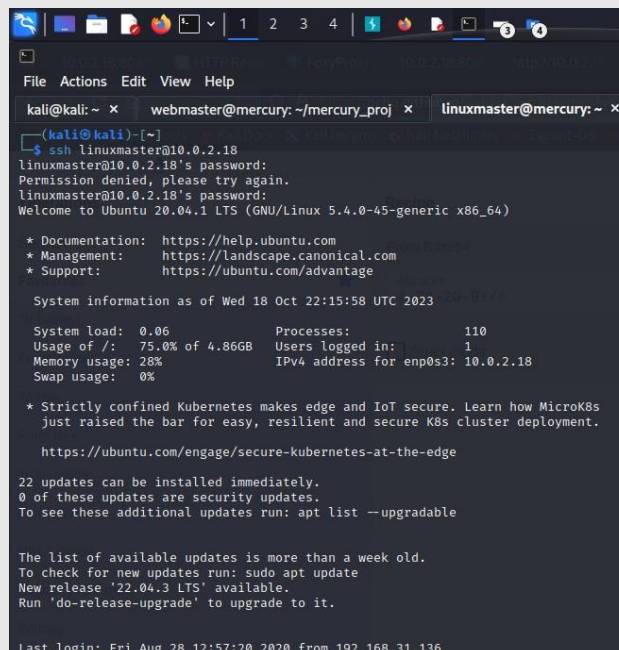 1 2 3 4
3 4
File Actions Edit View Help
kali@kali: ~ × webmaster@mercury: ~/mercury_proj × linuxmaster@mercury: ~ ×
┌──(kali㉿kali)-[~]
└─$ ssh linuxmaster@10.0.2.18
linuxmaster@10.0.2.18's password:
Permission denied, please try again.
linuxmaster@10.0.2.18's password:
Welcome to Ubuntu 20.04.1 LTS (GNU/Linux 5.4.0-45-generic x86_64)
* Documentation: https://help.ubuntu.com
* Management: https://landscape.canonical.com
* Support: https://ubuntu.com/advantage
System information as of Wed 18 Oct 22:15:58 UTC 2023
System load: 0.06 Processes: 110
Usage of /: 75.0% of 4.86GB Users logged in: 1
Memory usage: 28% IPv4 address for enp0s3: 10.0.2.18
Swap usage: 0%
* Strictly confined Kubernetes makes edge and IoT secure. Learn how MicroK8s
just raised the bar for easy, resilient and secure K8s cluster deployment.
https://ubuntu.com/engage/secure-kubernetes-at-the-edge
22 updates can be installed immediately.
0 of these updates are security updates.
To see these additional updates run: apt list --upgradable
The list of available updates is more than a week old.
To check for new updates run: sudo apt update
New release '22.04.3 LTS' available.
Run 'do-release-upgrade' to upgrade to it.
Last login: Fri Aug 28 12:57:20 2020 from 192.168.31.136